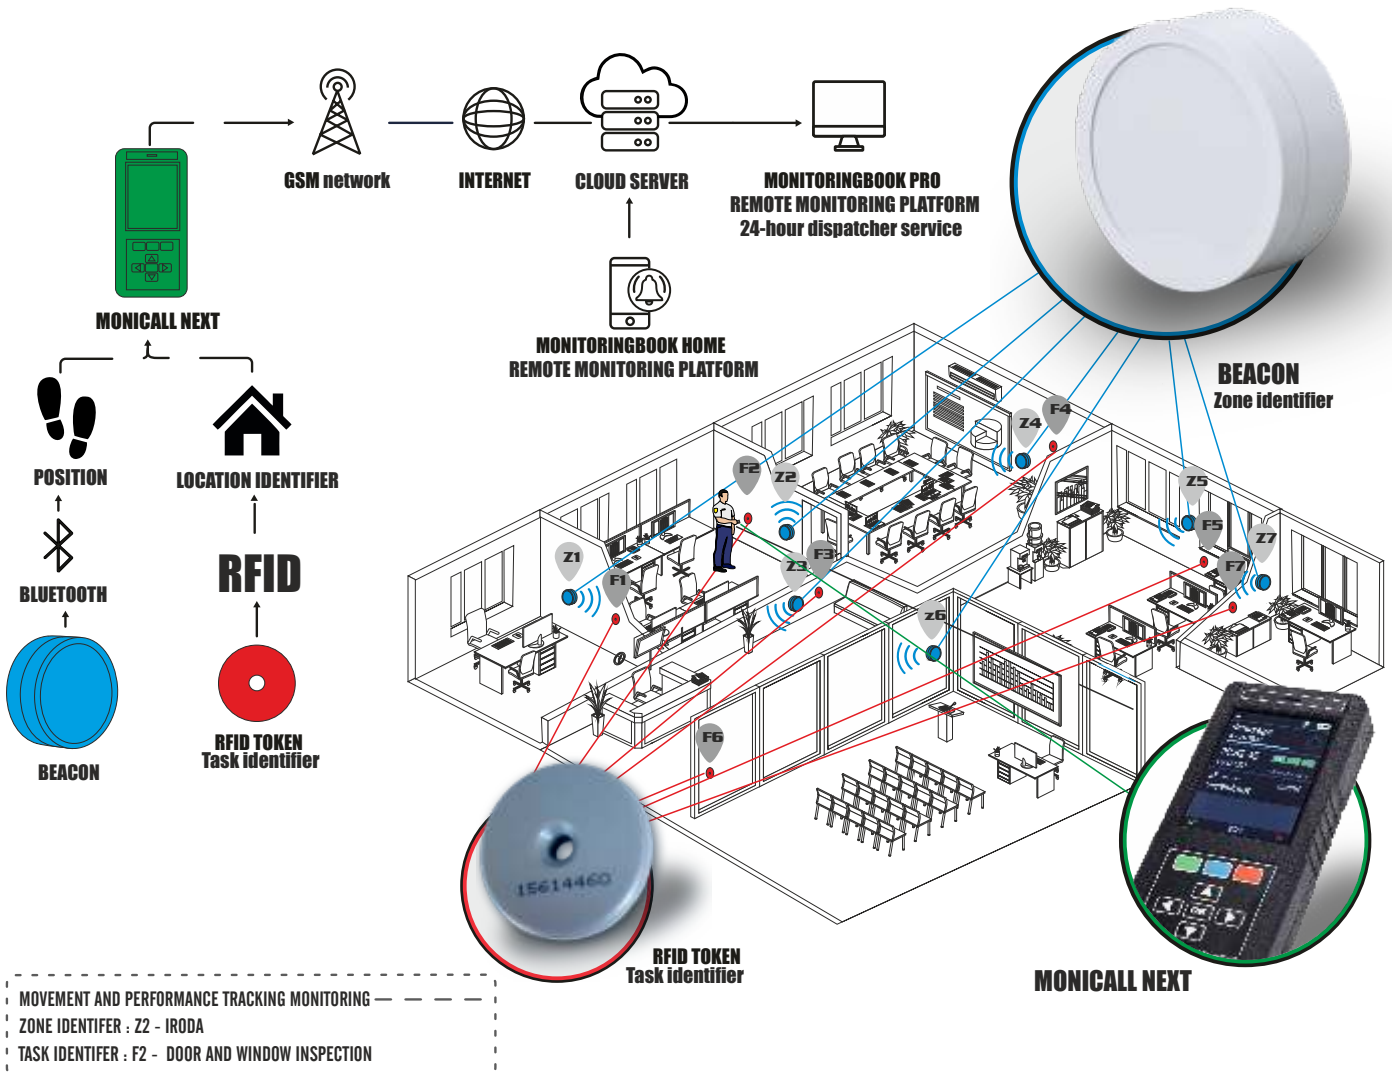 GSM network
INTERNET
CLOUD SERVER
MONITORINGBOOK PRO
REMOTE MONITORING PLATFORM
24-hour dispatcher service
MONICALL NEXT
MONITORINGBOOK HOME
REMOTE MONITORING PLATFORM
POSITION
LOCATION IDENTIFIER
BLUETOOTH
RFID
BEACON
RFID TOKEN
Task identifier
BEACON
Zone identifier
Z1
F1
F2
Z2
Z3
F3
Z4
F4
Z5
F5
z6
F6
Z7
F7
15614460
RFID TOKEN
Task identifier
OK
MONICALL NEXT
MOVEMENT AND PERFORMANCE TRACKING MONITORING
ZONE IDENTIFER : Z2 - IRODA
TASK IDENTIFER : F2 - DOOR AND WINDOW INSPECTION